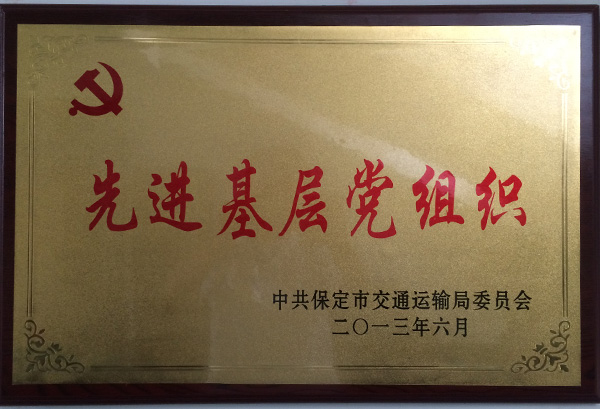 先进基层党组织
中共保定市交通运输局委员会
二〇一三年六月